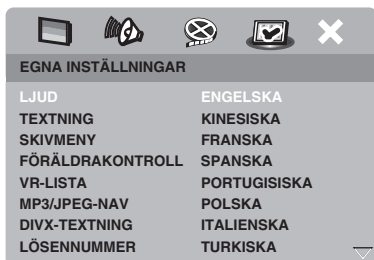 EGNA INSTÄLLNINGAR
LJUD ENGELSKA
TEXTNING KINESISKA
SKIVMENY FRANSKA
FÖRÄLDRAKONTROLL SPANSKA
VR-LISTA PORTUGISISKA
MP3/JPEG-NAV POLSKA
DIVX-TEXTNING ITALIENSKA
LÖSENNUMMER TURKISKA